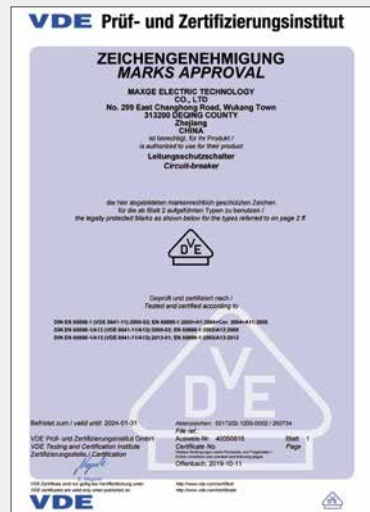 VDE Prüf- und Zertifizierungsinstitut
ZEICHENGENEHMIGUNG
MARKS APPROVAL
MAXGE ELECTRIC TECHNOLOGY
CO., LTD
No. 299 East Changhong Road, Wukang Town
313200 DEQING COUNTY
Zhejiang
CHINA
ist berechtigt, für ihr Produkt /
is authorized to use for their product
Leitungsschutzschalter
Circuit-breaker
die hier abgebildeten markenrechtlich geschützten Zeichen
für die ab Blatt 2 aufgeführten Typen zu benutzen /
the legally protected Marks as shown below for the types referred to on page 2 ff.
DVE
Geprüft und zertifiziert nach /
Tested and certified according to
DVE
Befristet zum / valid until 2024-01-31
Aktenzeichen:
File ref.:
VDE Prüf- und Zertifizierungsinstitut GmbH
VDE Testing and Certification Institute
Zertifizierungsstelle / Certification
Ausweis-Nr. 40050815 Blatt 1
Certificate No. Page
Offenbach, 2019-10-11
VDE